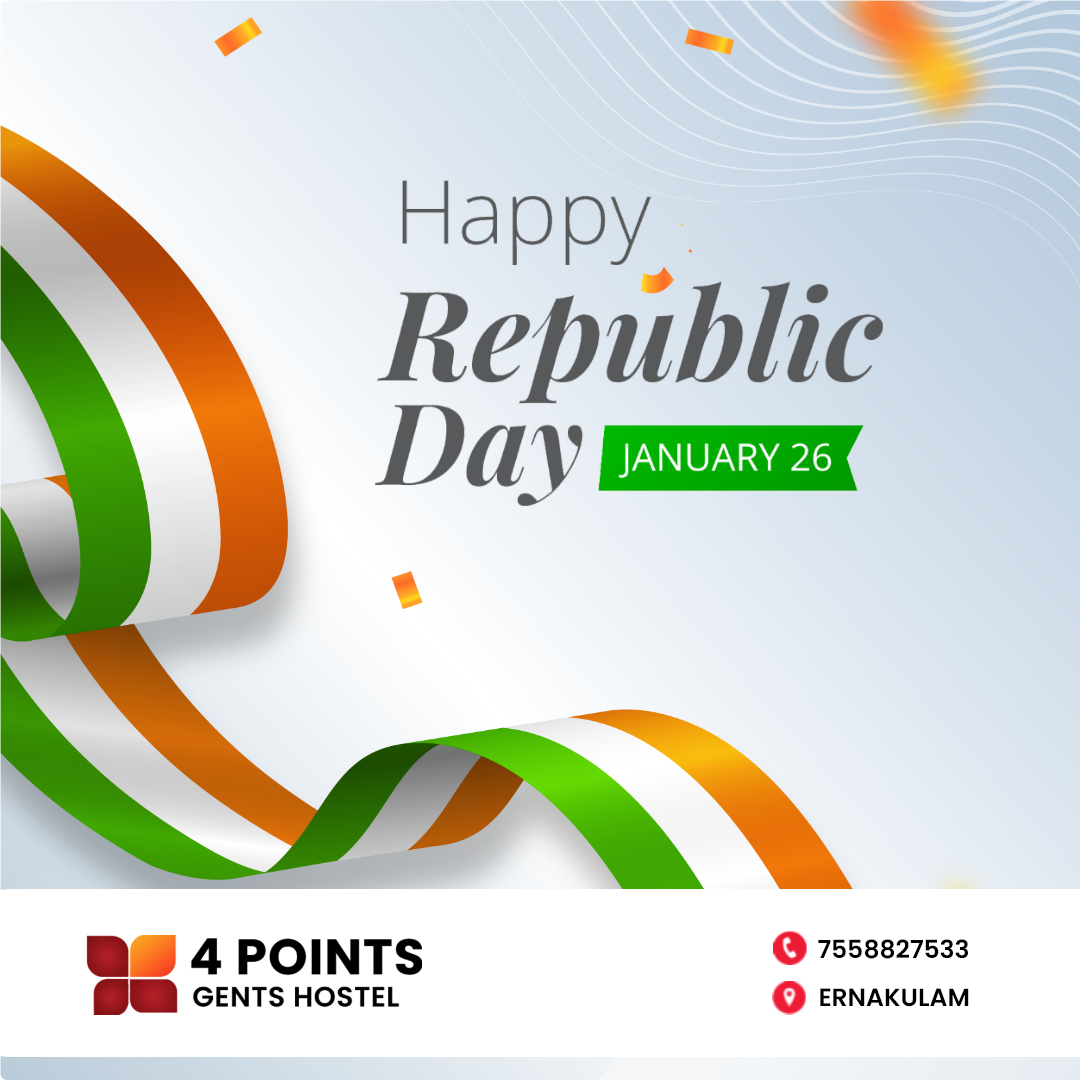 Happy
Republic
Day JANUARY 26
4 POINTS
GENTS HOSTEL
7558827533
ERNAKULAM